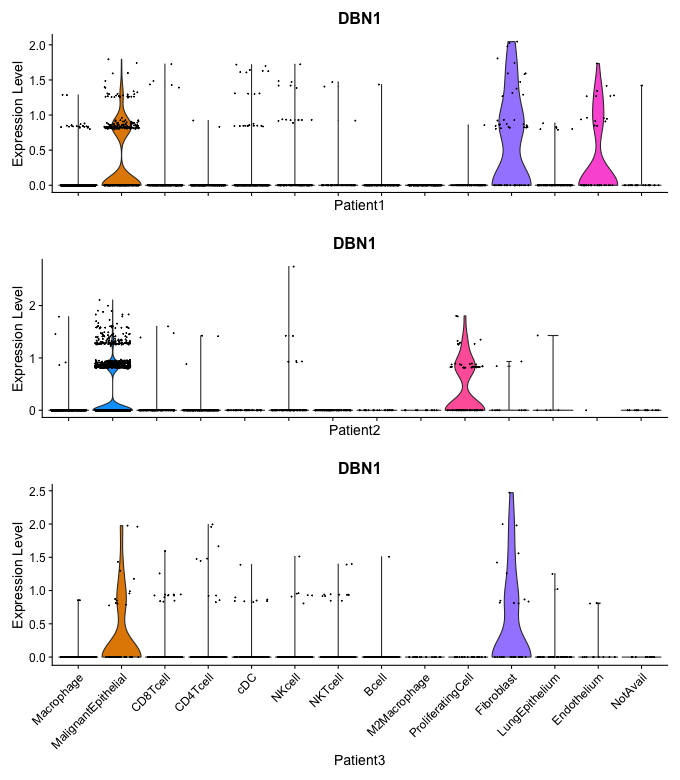 DBN1
Expression Level
2.0
1.5
1.0
0.5
0.0
Patient1
DBN1
Expression Level
2
1
0
Patient2
DBN1
Expression Level
2.5
2.0
1.5
1.0
0.5
0.0
Macrophage
MalignantEpithelial
CD8Tcell
CD4Tcell
cDC
NKcell
NKTcell
Bcell
M2Macrophage
ProliferatingCell
Fibroblast
LungEpithelium
Endothelium
NotAvail
Patient3